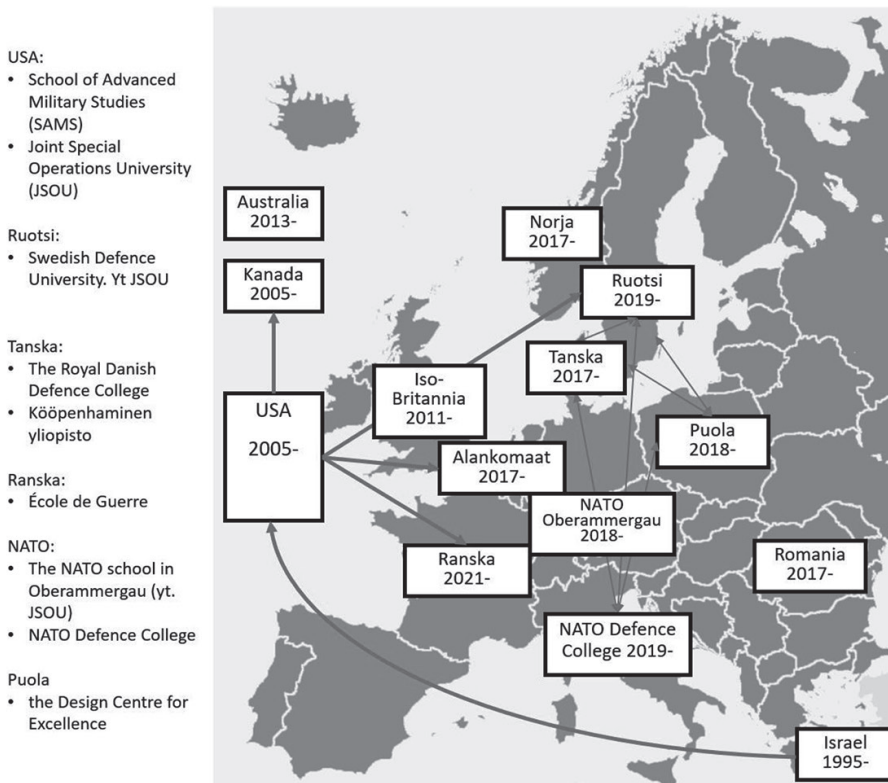 USA:
• School of Advanced
Military Studies
(SAMS)
• Joint Special
Operations University
(JSOU)
Ruotsi:
• Swedish Defence
University. Yt JSOU
Tanska:
• The Royal Danish
Defence College
• Kööpenhaminen
yliopisto
Ranska:
• École de Guerre
NATO:
• The NATO school in
Oberammergau (yt.
JSOU)
• NATO Defence College
Puola
• the Design Centre for
Excellence
Australia
2013-
Kanada
2005-
USA
2005-
Norja
2017-
Ruotsi
2019-
Tanska
2017-
Iso-
Britannia
2011-
Puola
2018-
Alankomaat
2017-
NATO
Oberammergau
2018-
Ranska
2021-
Romania
2017-
NATO Defence
College 2019-
Israel
1995-